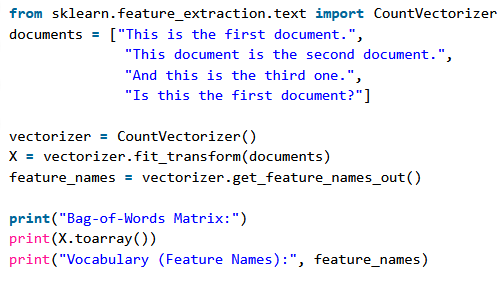 from sklearn.feature_extraction.text import CountVectorizer
documents = ["This is the first document.",
"This document is the second document.",
"And this is the third one.",
"Is this the first document?"]
vectorizer = CountVectorizer()
X = vectorizer.fit_transform(documents)
feature_names = vectorizer.get_feature_names_out()
print("Bag-of-Words Matrix:")
print(X.toarray())
print("Vocabulary (Feature Names):", feature_names)